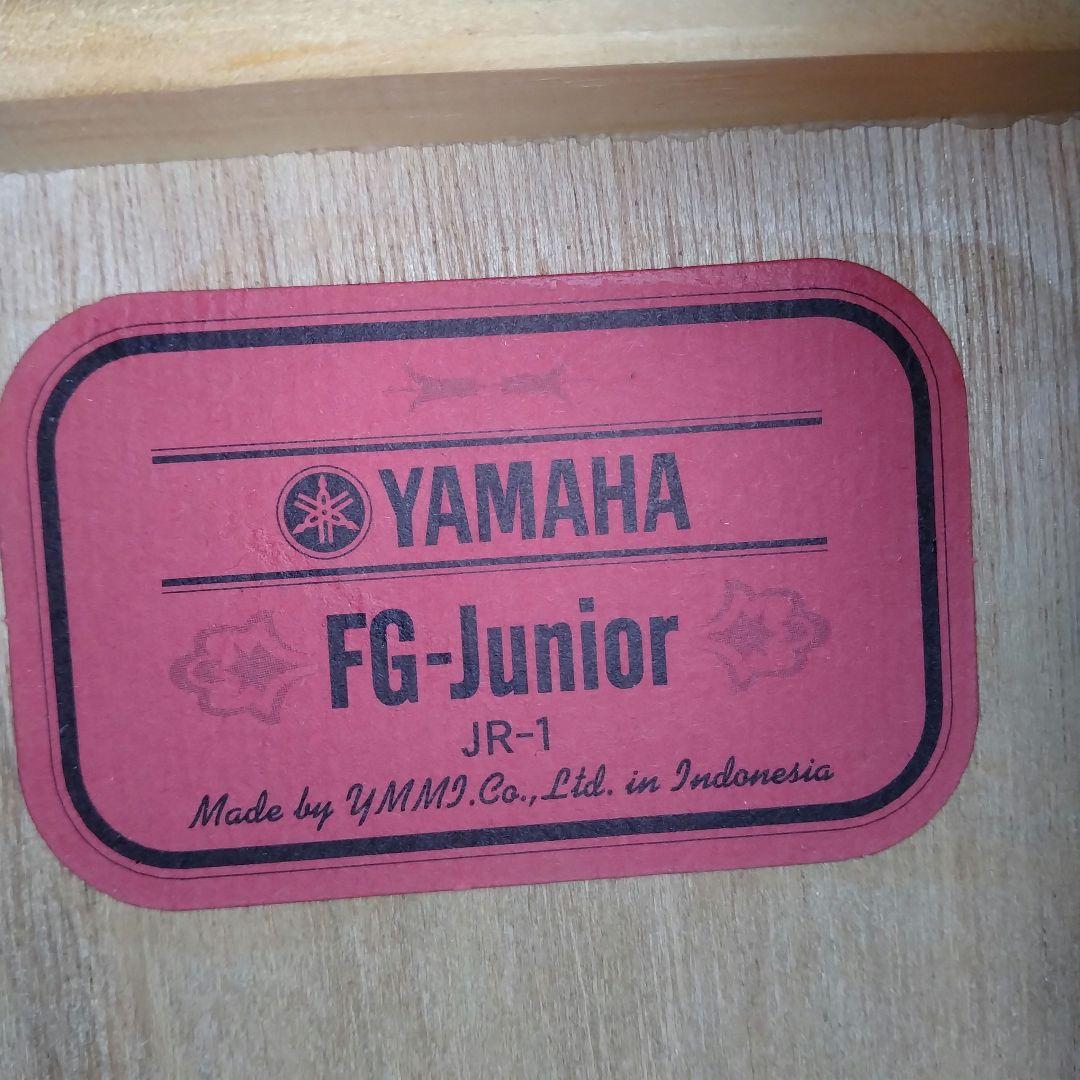 YAMAHA
FG-Junior
JR-1
Made by YMMI.Co.,Ltd. in Indonesia